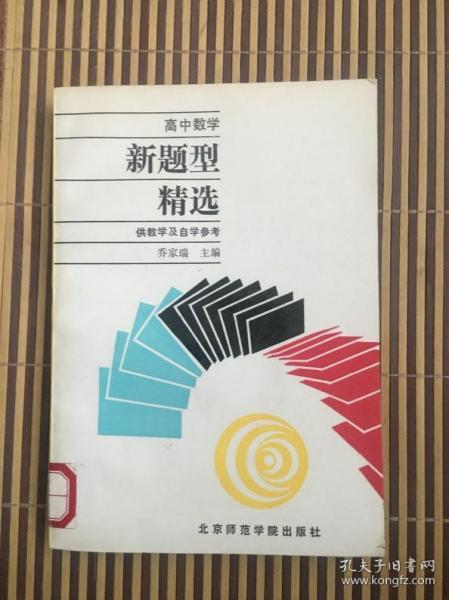 高中数学
新题型
精选
供教学及自学参考
乔家瑞 主编
北京师范学院出版社
孔夫子旧书网
www.kongfz.com